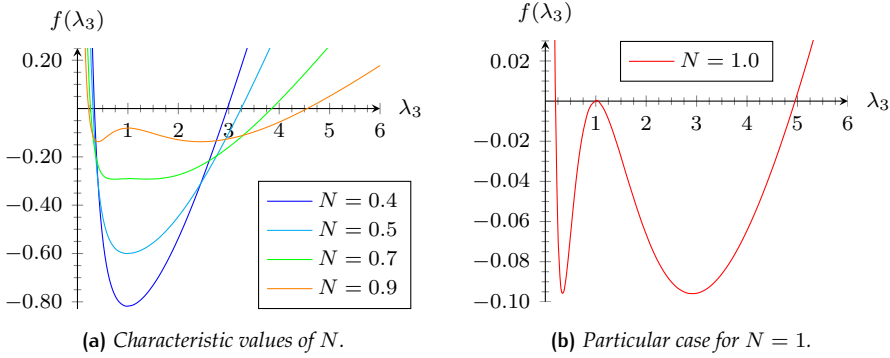 f(λ₃)
0.20
−0.20
−0.40
−0.60
−0.80
1 2 3 4 5 6
λ₃
N = 0.4
N = 0.5
N = 0.7
N = 0.9
(a) Characteristic values of N.
f(λ₃)
0.02
−0.02
−0.04
−0.06
−0.08
−0.10
1 2 3 4 5 6
λ₃
N = 1.0
(b) Particular case for N = 1.